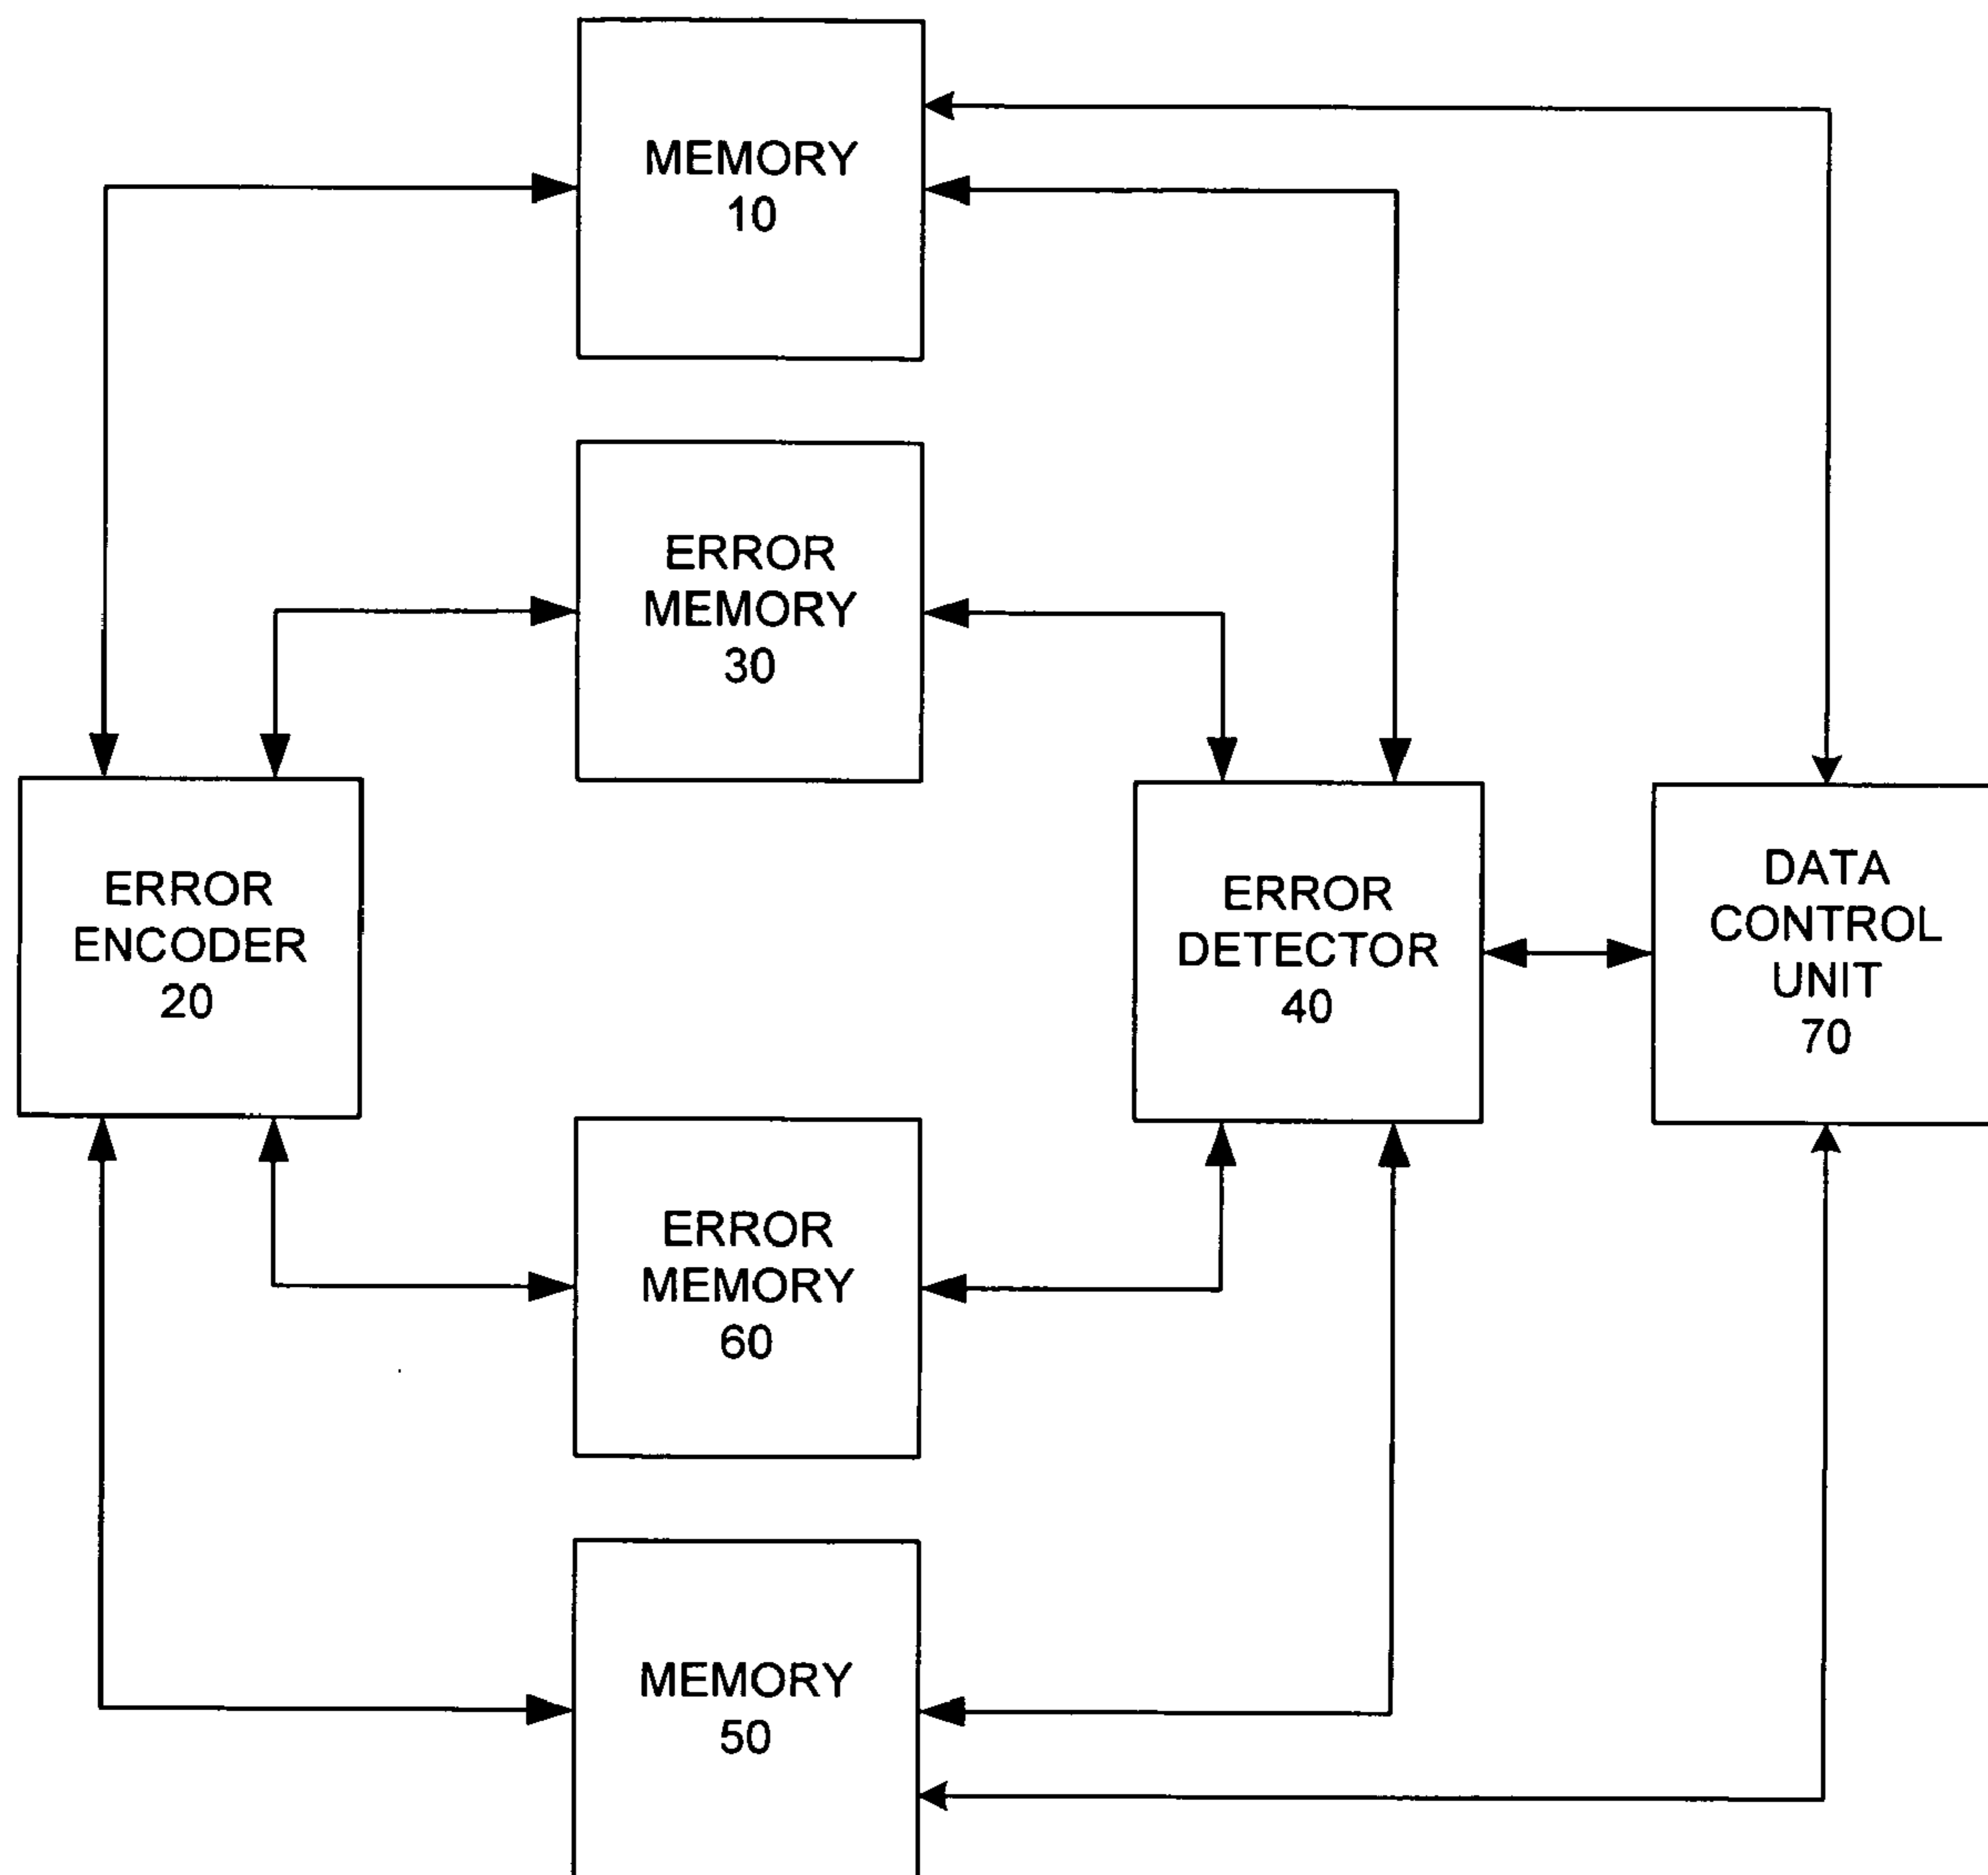 MEMORY
10
ERROR
MEMORY
30
ERROR
ENCODER
20
ERROR
DETECTOR
40
DATA
CONTROL
UNIT
70
ERROR
MEMORY
60
MEMORY
50